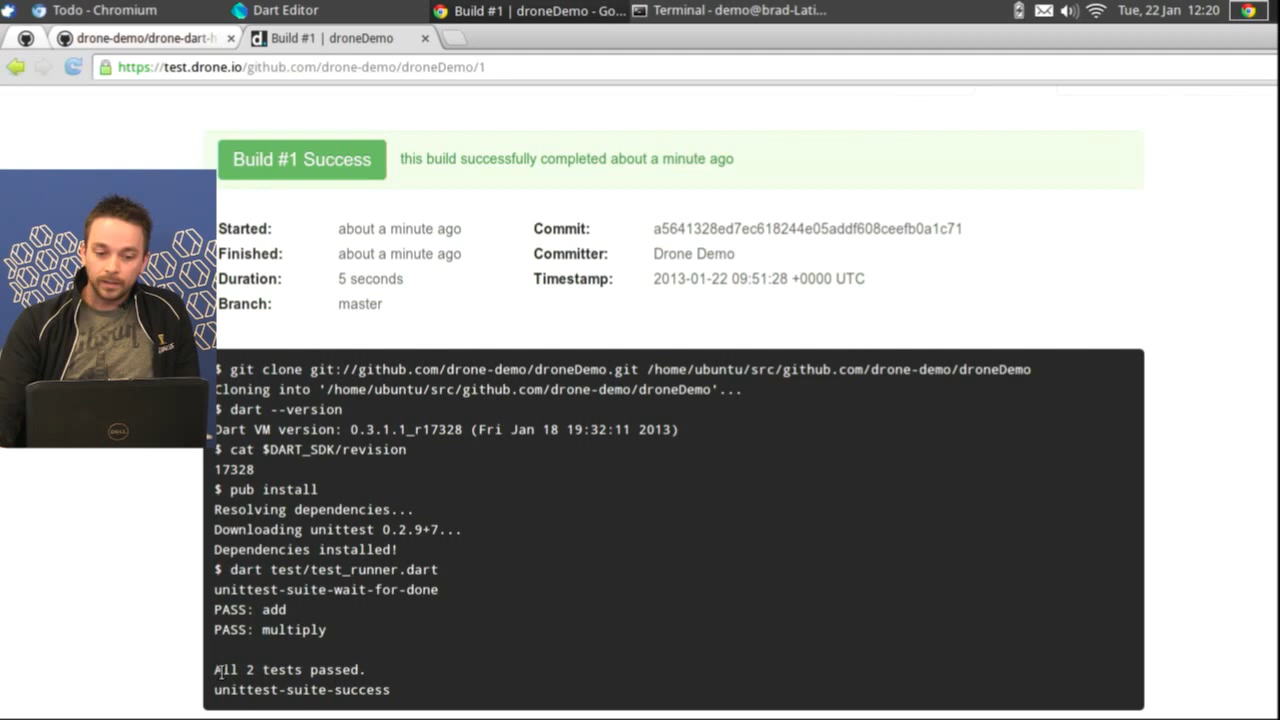 Todo - Chromium
Dart Editor
Build #1 | droneDemo - Go...
Terminal - demo@brad-Lati...
Tue, 22 Jan 12:20
drone-demo/drone-dart-h
Build #1 | droneDemo
https://test.drone.io/github.com/drone-demo/droneDemo/1
Build #1 Success
this build successfully completed about a minute ago
Started: about a minute ago Commit: a5641328ed7ec618244e05addf608ceefb0a1c71
Finished: about a minute ago Committer: Drone Demo
Duration: 5 seconds Timestamp: 2013-01-22 09:51:28 +0000 UTC
Branch: master
$ git clone git://github.com/drone-demo/droneDemo.git /home/ubuntu/src/github.com/drone-demo/droneDemo
Cloning into '/home/ubuntu/src/github.com/drone-demo/droneDemo'...
$ dart --version
Dart VM version: 0.3.1.1_r17328 (Fri Jan 18 19:32:11 2013)
$ cat $DART_SDK/revision
17328
$ pub install
Resolving dependencies...
Downloading unittest 0.2.9+7...
Dependencies installed!
$ dart test/test_runner.dart
unittest-suite-wait-for-done
PASS: add
PASS: multiply
All 2 tests passed.
unittest-suite-success
DELL